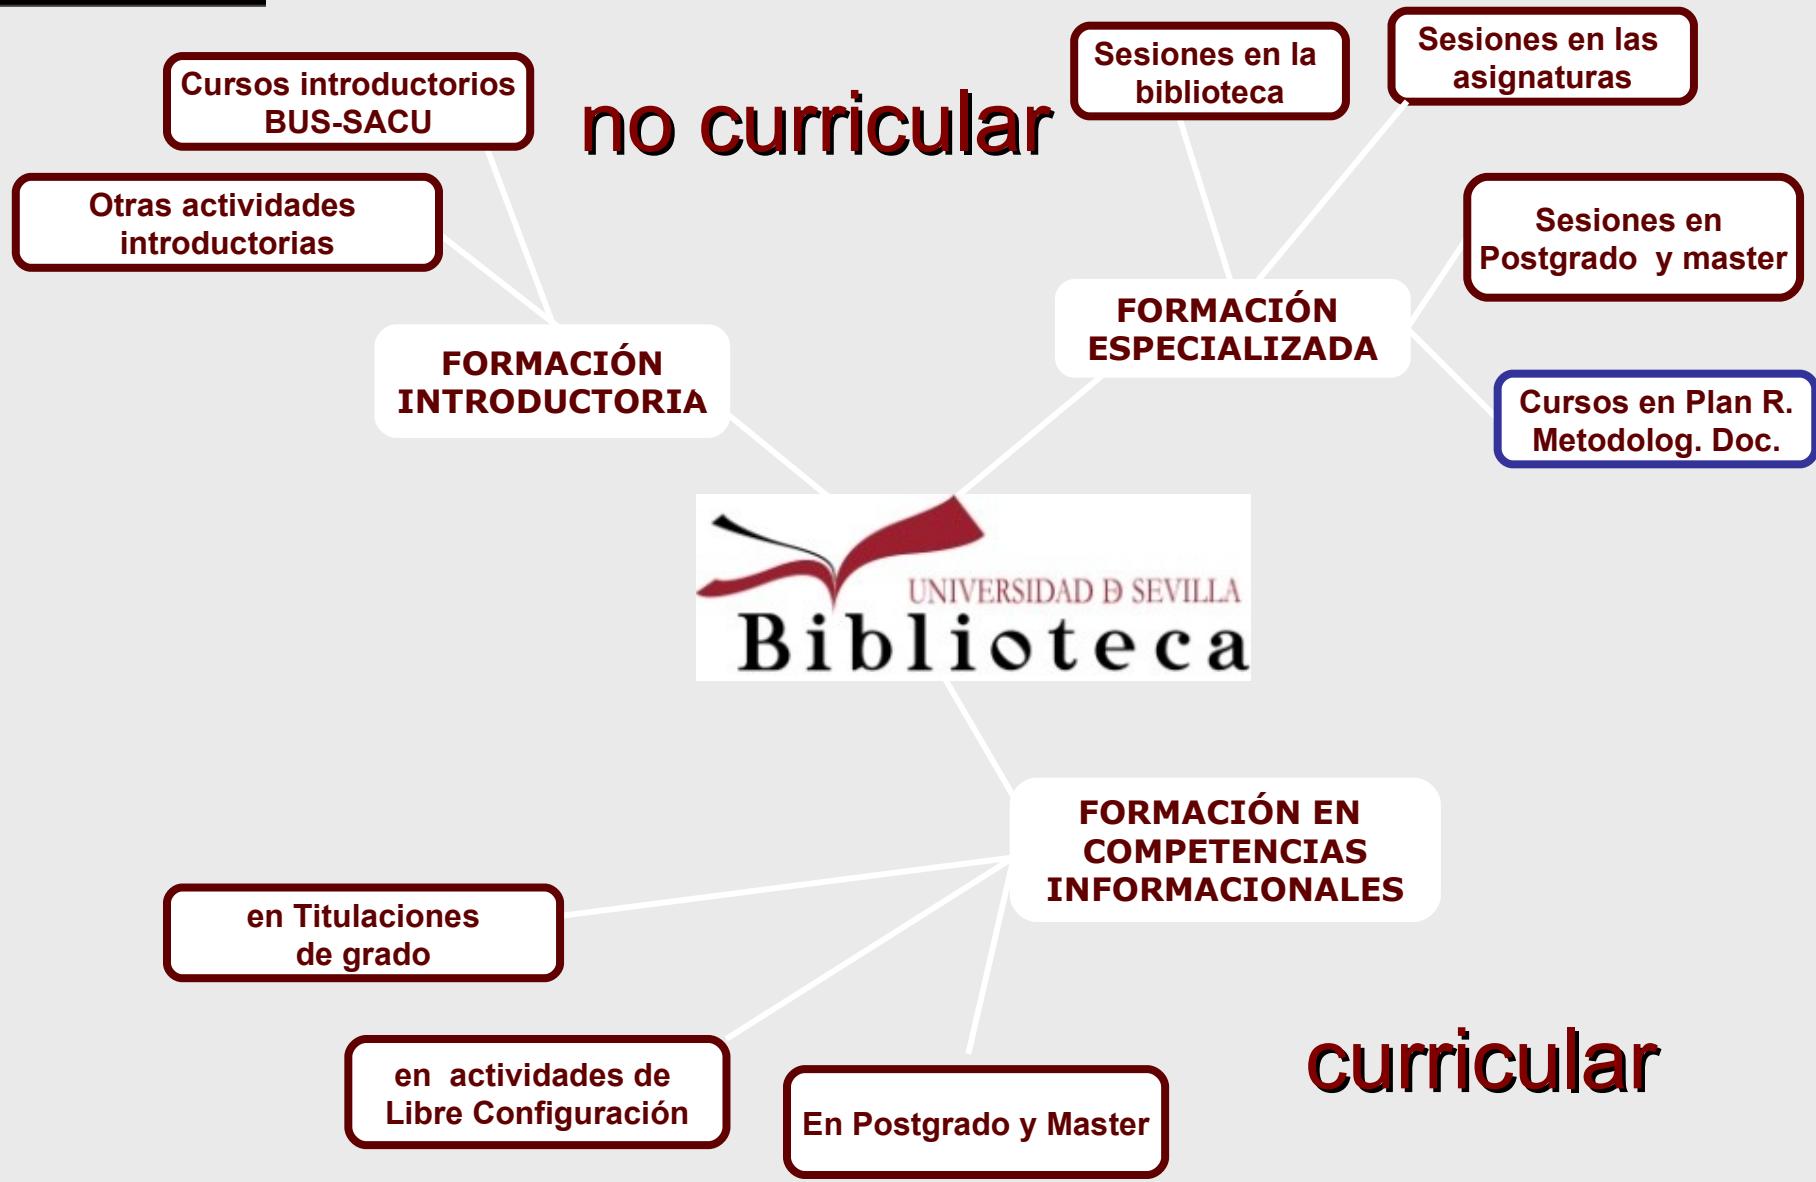 Cursos introductorios
BUS-SACU
no curricular
Sesiones en la
biblioteca
Sesiones en las
asignaturas
Otras actividades
introductorias
Sesiones en
Postgrado y master
FORMACIÓN
INTRODUCTORIA
FORMACIÓN
ESPECIALIZADA
Cursos en Plan R.
Metodolog. Doc.
UNIVERSIDAD D SEVILLA
Biblioteca
FORMACIÓN EN
COMPETENCIAS
INFORMACIONALES
en Titulaciones
de grado
en actividades de
Libre Configuración
En Postgrado y Master
curricular